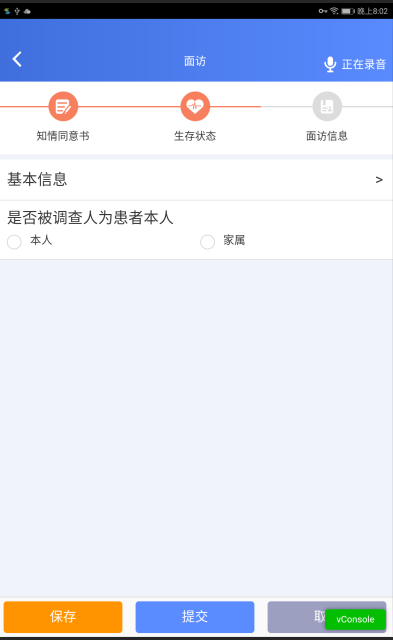 晚上8:02
面访
正在录音
知情同意书
生存状态
面访信息
基本信息
>
是否被调查人为患者本人
本人
家属
保存
提交
取
vConsole